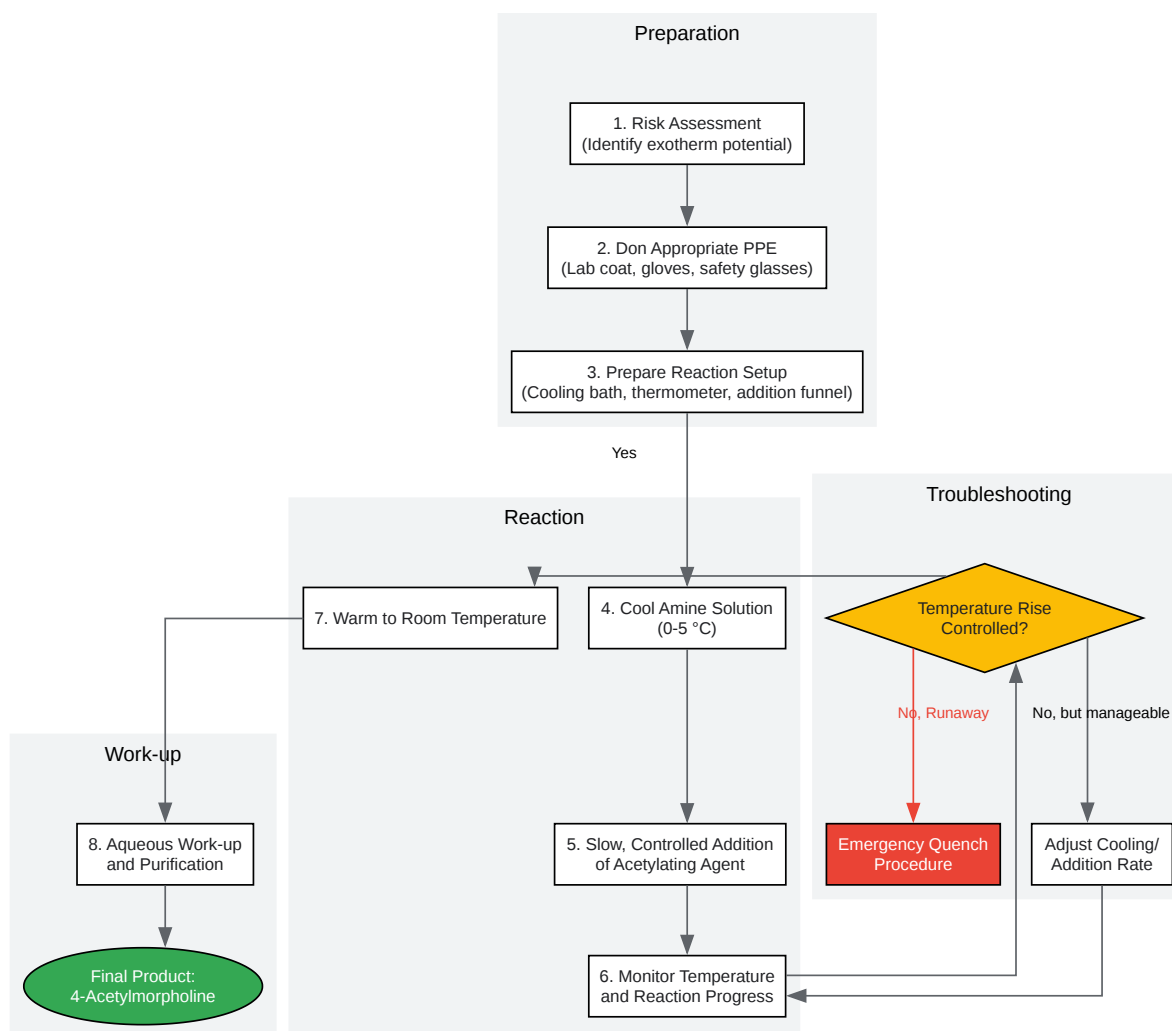 Preparation
1. Risk Assessment
(Identify exotherm potential)
2. Don Appropriate PPE
(Lab coat, gloves, safety glasses)
3. Prepare Reaction Setup
(Cooling bath, thermometer, addition funnel)
Yes
Reaction
Troubleshooting
7. Warm to Room Temperature
4. Cool Amine Solution
(0-5 °C)
Temperature Rise
Controlled?
No, Runaway
No, but manageable
Work-up
8. Aqueous Work-up
and Purification
5. Slow, Controlled Addition
of Acetylating Agent
Emergency Quench
Procedure
Adjust Cooling/
Addition Rate
Final Product:
4-Acetylmorpholine
6. Monitor Temperature
and Reaction Progress